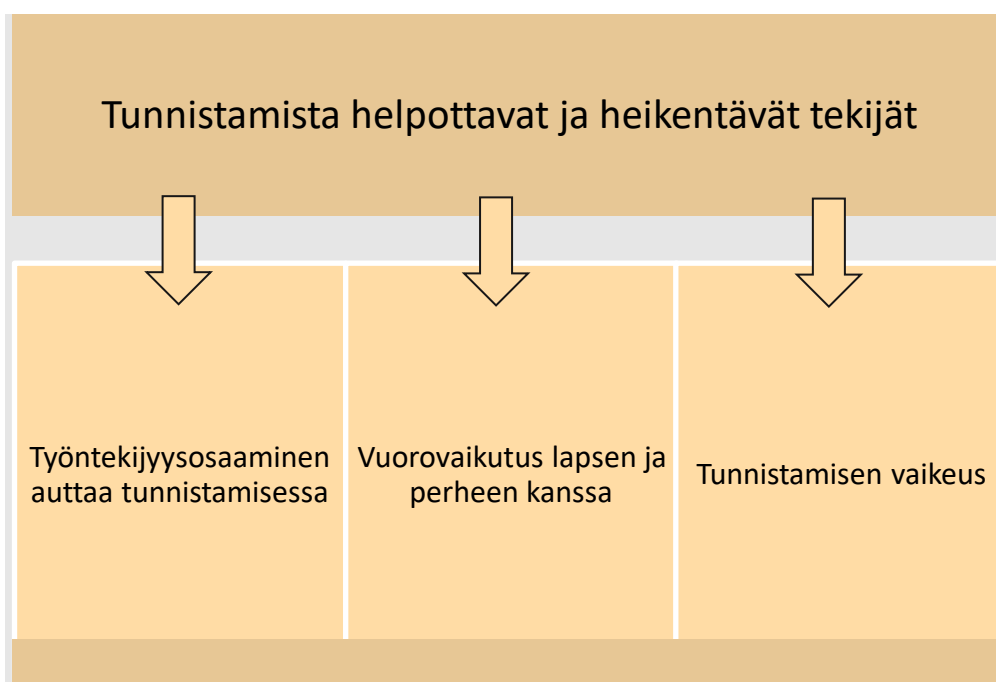 Tunnistamista helpottavat ja heikentävät tekijät
Työntekijyysosaaminen
auttaa tunnistamisessa
Vuorovaikutus lapsen ja
perheen kanssa
Tunnistamisen vaikeus